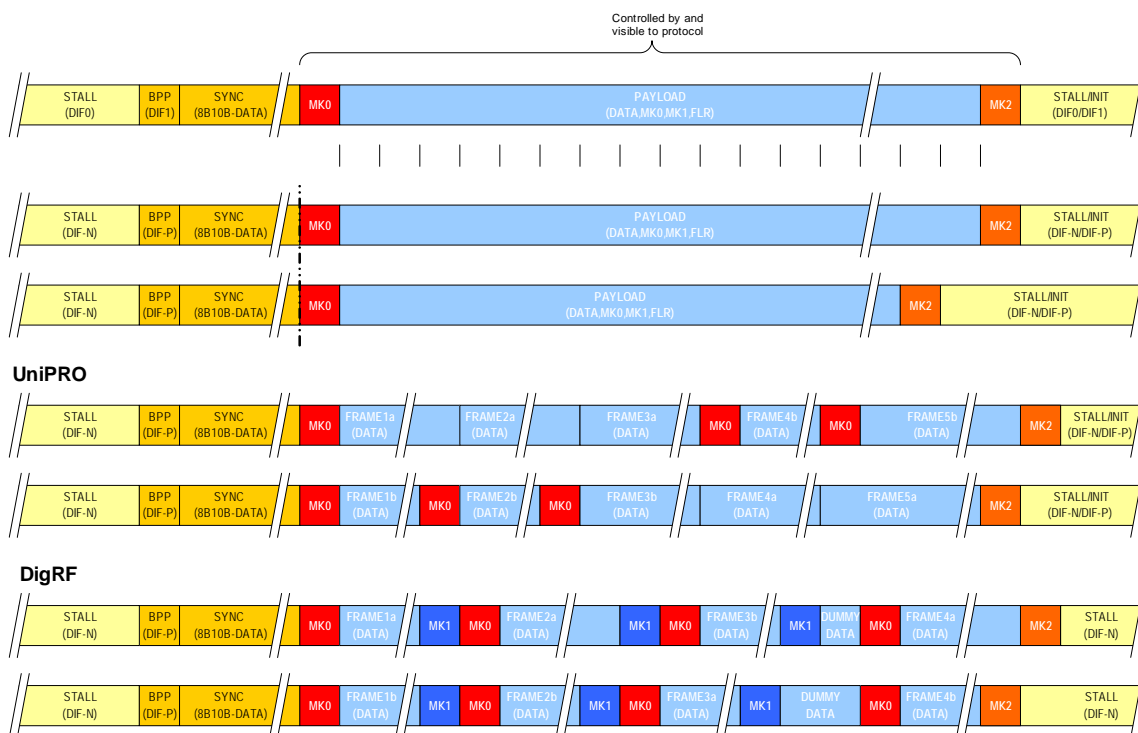 Controlled by and
visible to protocol
STALL
(DIF0)
BPP
(DIF1)
SYNC
(8B10B-DATA)
MK0
PAYLOAD
(DATA,MK0,MK1,FLR)
MK2
STALL/INIT
(DIF0/DIF1)
STALL
(DIF-N)
BPP
(DIF-P)
SYNC
(8B10B-DATA)
MK0
PAYLOAD
(DATA,MK0,MK1,FLR)
MK2
STALL/INIT
(DIF-N/DIF-P)
STALL
(DIF-N)
BPP
(DIF-P)
SYNC
(8B10B-DATA)
MK0
PAYLOAD
(DATA,MK0,MK1,FLR)
MK2
STALL/INIT
(DIF-N/DIF-P)
UniPRO
STALL
(DIF-N)
BPP
(DIF-P)
SYNC
(8B10B-DATA)
MK0
FRAME1a
(DATA)
FRAME2a
(DATA)
FRAME3a
(DATA)
MK0
FRAME4b
(DATA)
MK0
FRAME5b
(DATA)
MK2
STALL/INIT
(DIF-N/DIF-P)
STALL
(DIF-N)
BPP
(DIF-P)
SYNC
(8B10B-DATA)
MK0
FRAME1b
(DATA)
MK0
FRAME2b
(DATA)
MK0
FRAME3b
(DATA)
FRAME4a
(DATA)
FRAME5a
(DATA)
MK2
STALL/INIT
(DIF-N/DIF-P)
DigRF
STALL
(DIF-N)
BPP
(DIF-P)
SYNC
(8B10B-DATA)
MK0
FRAME1a
(DATA)
MK1
MK0
FRAME2a
(DATA)
MK1
MK0
FRAME3b
(DATA)
MK1
DUMMY
DATA
MK0
FRAME4a
(DATA)
MK2
STALL
(DIF-N)
STALL
(DIF-N)
BPP
(DIF-P)
SYNC
(8B10B-DATA)
MK0
FRAME1b
(DATA)
MK1
MK0
FRAME2b
(DATA)
MK1
MK0
FRAME3a
(DATA)
MK1
DUMMY
DATA
MK0
FRAME4b
(DATA)
MK2
STALL
(DIF-N)